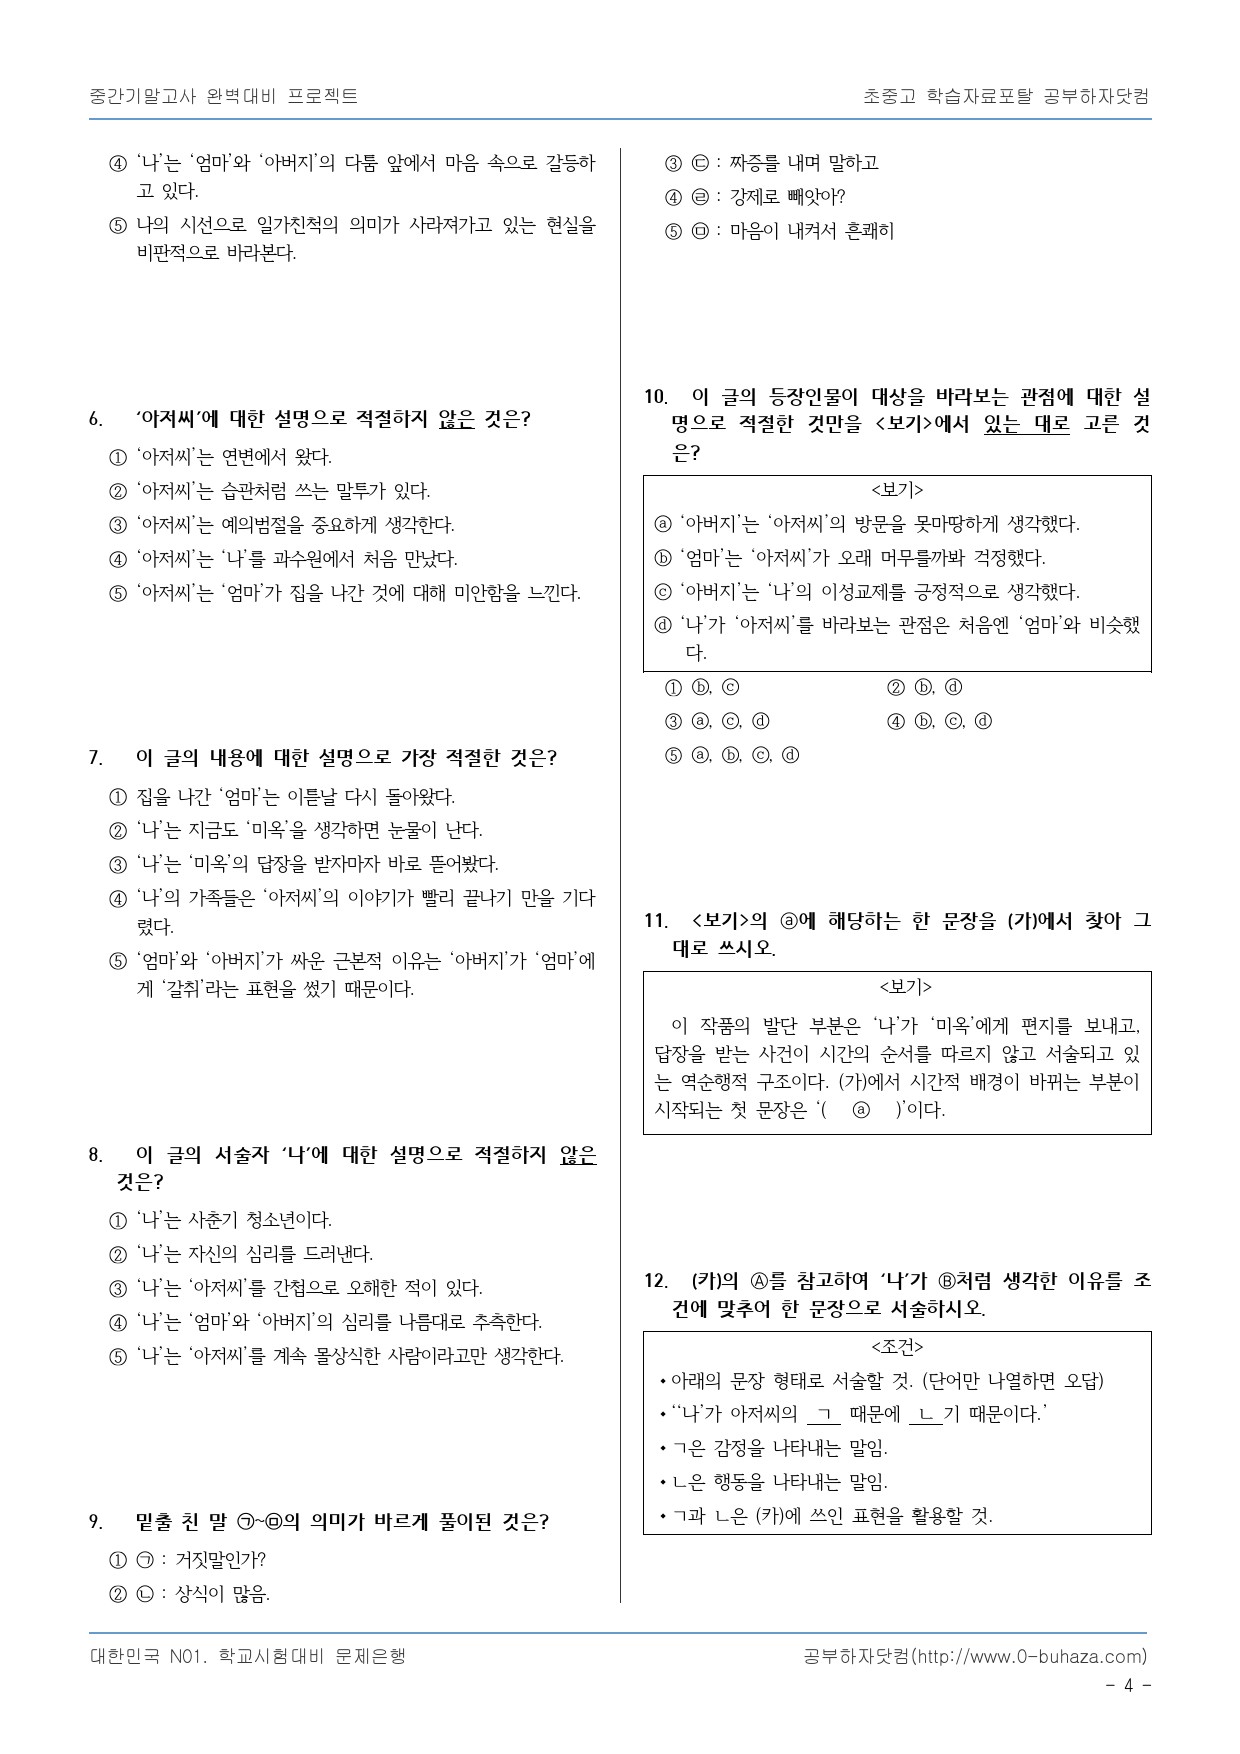 중간기말고사 완벽대비 프로젝트
초중고 학습자료포탈 공부하자닷컴
④ ‘나’는 ‘엄마’와 ‘아버지’의 다툼 앞에서 마음 속으로 갈등하
고 있다.
⑤ 나의 시선으로 일가친척의 의미가 사라져가고 있는 현실을
비판적으로 바라본다.
6. ‘아저씨’에 대한 설명으로 적절하지 않은 것은?
① ‘아저씨’는 연변에서 왔다.
② ‘아저씨’는 습관처럼 쓰는 말투가 있다.
③ ‘아저씨’는 예의범절을 중요하게 생각한다.
④ ‘아저씨’는 ‘나’를 과수원에서 처음 만났다.
⑤ ‘아저씨’는 ‘엄마’가 집을 나간 것에 대해 미안함을 느낀다.
7. 이 글의 내용에 대한 설명으로 가장 적절한 것은?
① 집을 나간 ‘엄마’는 이튿날 다시 돌아왔다.
② ‘나’는 지금도 ‘미옥’을 생각하면 눈물이 난다.
③ ‘나’는 ‘미옥’의 답장을 받자마자 바로 뜯어봤다.
④ ‘나’의 가족들은 ‘아저씨’의 이야기가 빨리 끝나기 만을 기다
렸다.
⑤ ‘엄마’와 ‘아버지’가 싸운 근본적 이유는 ‘아버지’가 ‘엄마’에
게 ‘갈취’라는 표현을 썼기 때문이다.
8. 이 글의 서술자 ‘나’에 대한 설명으로 적절하지 않은
것은?
① ‘나’는 사춘기 청소년이다.
② ‘나’는 자신의 심리를 드러낸다.
③ ‘나’는 ‘아저씨’를 간첩으로 오해한 적이 있다.
④ ‘나’는 ‘엄마’와 ‘아버지’의 심리를 나름대로 추측한다.
⑤ ‘나’는 ‘아저씨’를 계속 몰상식한 사람이라고만 생각한다.
9. 밑줄 친 말 ㉠~㉤의 의미가 바르게 풀이된 것은?
① ㉠ : 거짓말인가?
② ㉡ : 상식이 많음.
③ ㉢ : 짜증를 내며 말하고
④ ㉣ : 강제로 빼앗아?
⑤ ㉤ : 마음이 내켜서 흔쾌히
10. 이 글의 등장인물이 대상을 바라보는 관점에 대한 설
명으로 적절한 것만을 <보기>에서 있는 대로 고른 것
은?
<보기>
ⓐ ‘아버지’는 ‘아저씨’의 방문을 못마땅하게 생각했다.
ⓑ ‘엄마’는 ‘아저씨’가 오래 머무를까봐 걱정했다.
ⓒ ‘아버지’는 ‘나’의 이성교제를 긍정적으로 생각했다.
ⓓ ‘나’가 ‘아저씨’를 바라보는 관점은 처음엔 ‘엄마’와 비슷했
다.
① ⓑ, ⓒ ② ⓑ, ⓓ
③ ⓐ, ⓒ, ⓓ ④ ⓑ, ⓒ, ⓓ
⑤ ⓐ, ⓑ, ⓒ, ⓓ
11. <보기>의 ⓐ에 해당하는 한 문장을 (가)에서 찾아 그
대로 쓰시오.
<보기>
이 작품의 발단 부분은 ‘나’가 ‘미옥’에게 편지를 보내고,
답장을 받는 사건이 시간의 순서를 따르지 않고 서술되고 있
는 역순행적 구조이다. (가)에서 시간적 배경이 바뀌는 부분이
시작되는 첫 문장은 ‘( ⓐ )’이다.
12. (카)의 Ⓐ를 참고하여 ‘나’가 Ⓑ처럼 생각한 이유를 조
건에 맞추어 한 문장으로 서술하시오.
<조건>
• 아래의 문장 형태로 서술할 것. (단어만 나열하면 오답)
• ‘‘나’가 아저씨의 ㄱ 때문에 ㄴ 기 때문이다.’
• ㄱ은 감정을 나타내는 말임.
• ㄴ은 행동을 나타내는 말임.
• ㄱ과 ㄴ은 (카)에 쓰인 표현을 활용할 것.
대한민국 N01. 학교시험대비 문제은행
공부하자닷컴(http://www.0-buhaza.com)
- 4 -